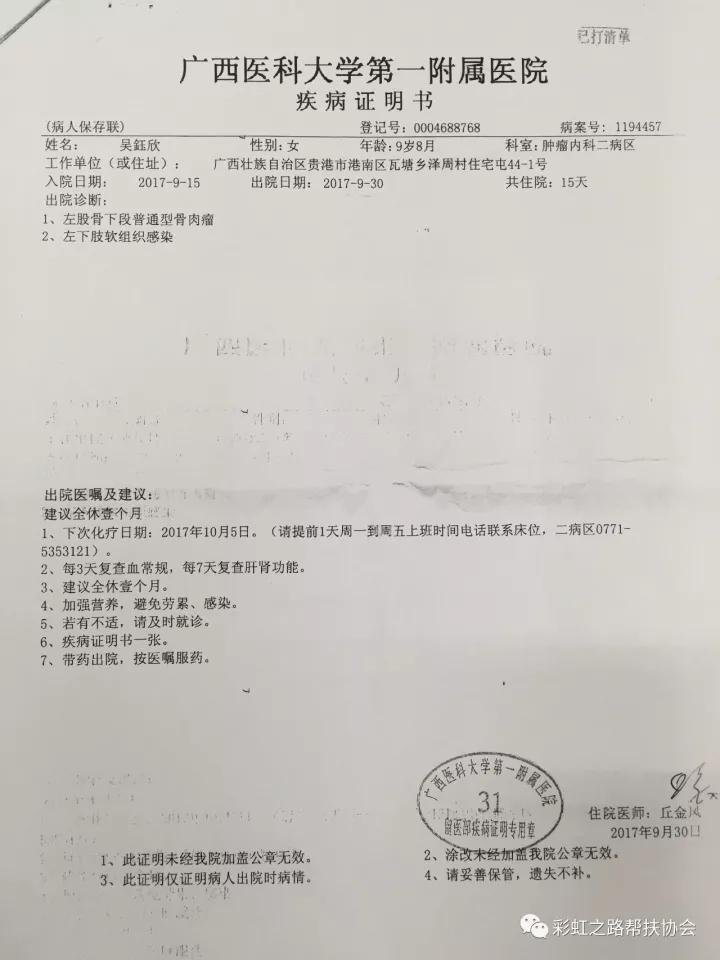 已打清单
广西医科大学第一附属医院
疾病证明书
(病人保存联) 登记号: 0004688768 病案号: 1194457
姓名: 吴鈺欣 性别: 女 年龄: 9岁8月 科室: 肿瘤内科二病区
工作单位（或住址）: 广西壮族自治区贵港市港南区瓦塘乡泽周村住宅屯44-1号
入院日期: 2017-9-15 出院日期: 2017-9-30 共住院: 15天
出院诊断:
1、左股骨下段普通型骨肉瘤
2、左下肢软组织感染
出院医嘱及建议:
建议全休壹个月
1、下次化疗日期: 2017年10月5日。（请提前1天周一到周五上班时间电话联系床位，二病区0771-
5353121）。
2、每3天复查血常规，每7天复查肝肾功能。
3、建议全休壹个月。
4、加强营养，避免劳累、感染。
5、若有不适，请及时就诊。
6、疾病证明书一张。
7、带药出院，按医嘱服药。
广西医科大学第一附属医院
31
疾病证明专用章
住院医师: 丘金凤
2017年9月30日
1、此证明未经我院加盖公章无效。 2、涂改未经加盖我院公章无效。
3、此证明仅证明病人出院时病情。 4、请妥善保管，遗失不补。
彩虹之路帮扶协会